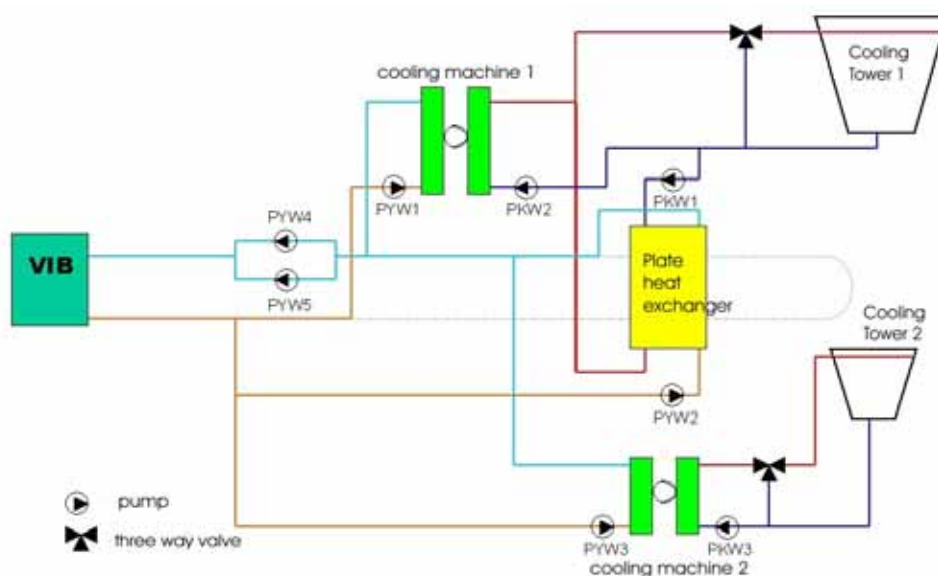 cooling machine 1
Cooling
Tower 1
PYW1
PKW2
PKW1
PYW4
VIB
PYW5
Plate
heat
exchanger
Cooling
Tower 2
PYW2
pump
three way valve
PYW3
PKW3
cooling machine 2